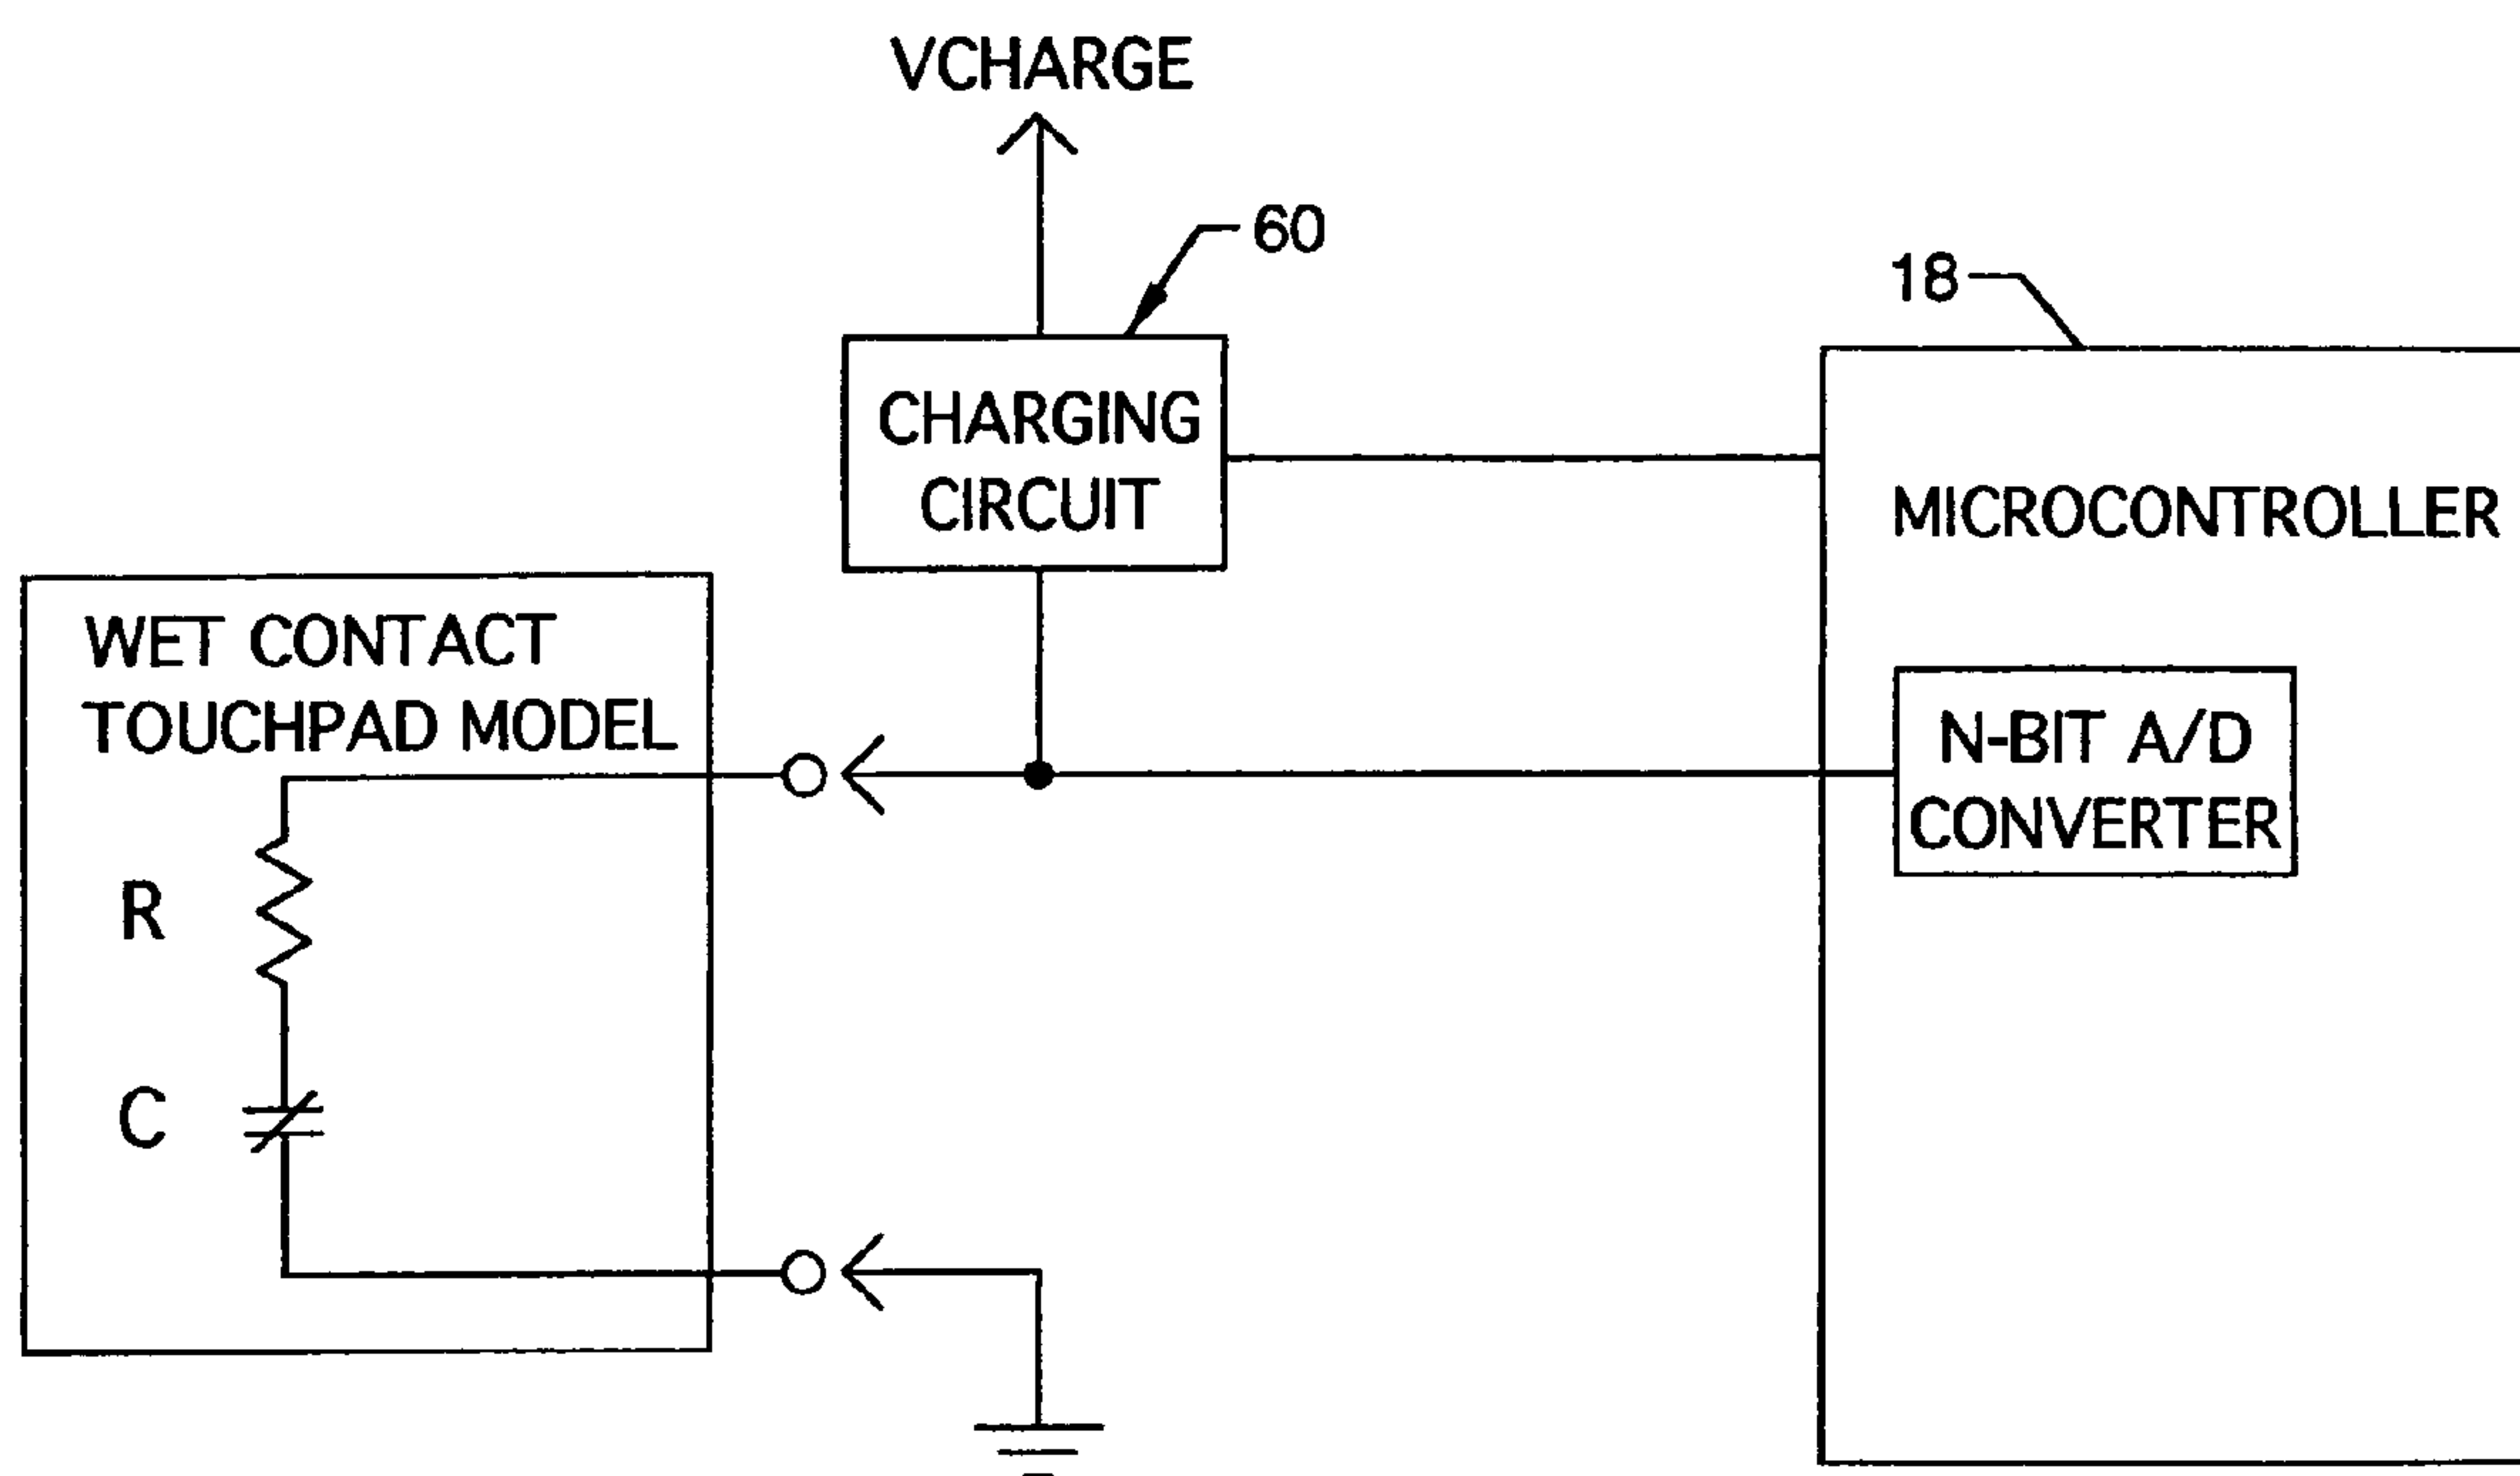 VCHARGE
60
18
CHARGING
CIRCUIT
MICROCONTROLLER
WET CONTACT
TOUCHPAD MODEL
N-BIT A/D
CONVERTER
R
C